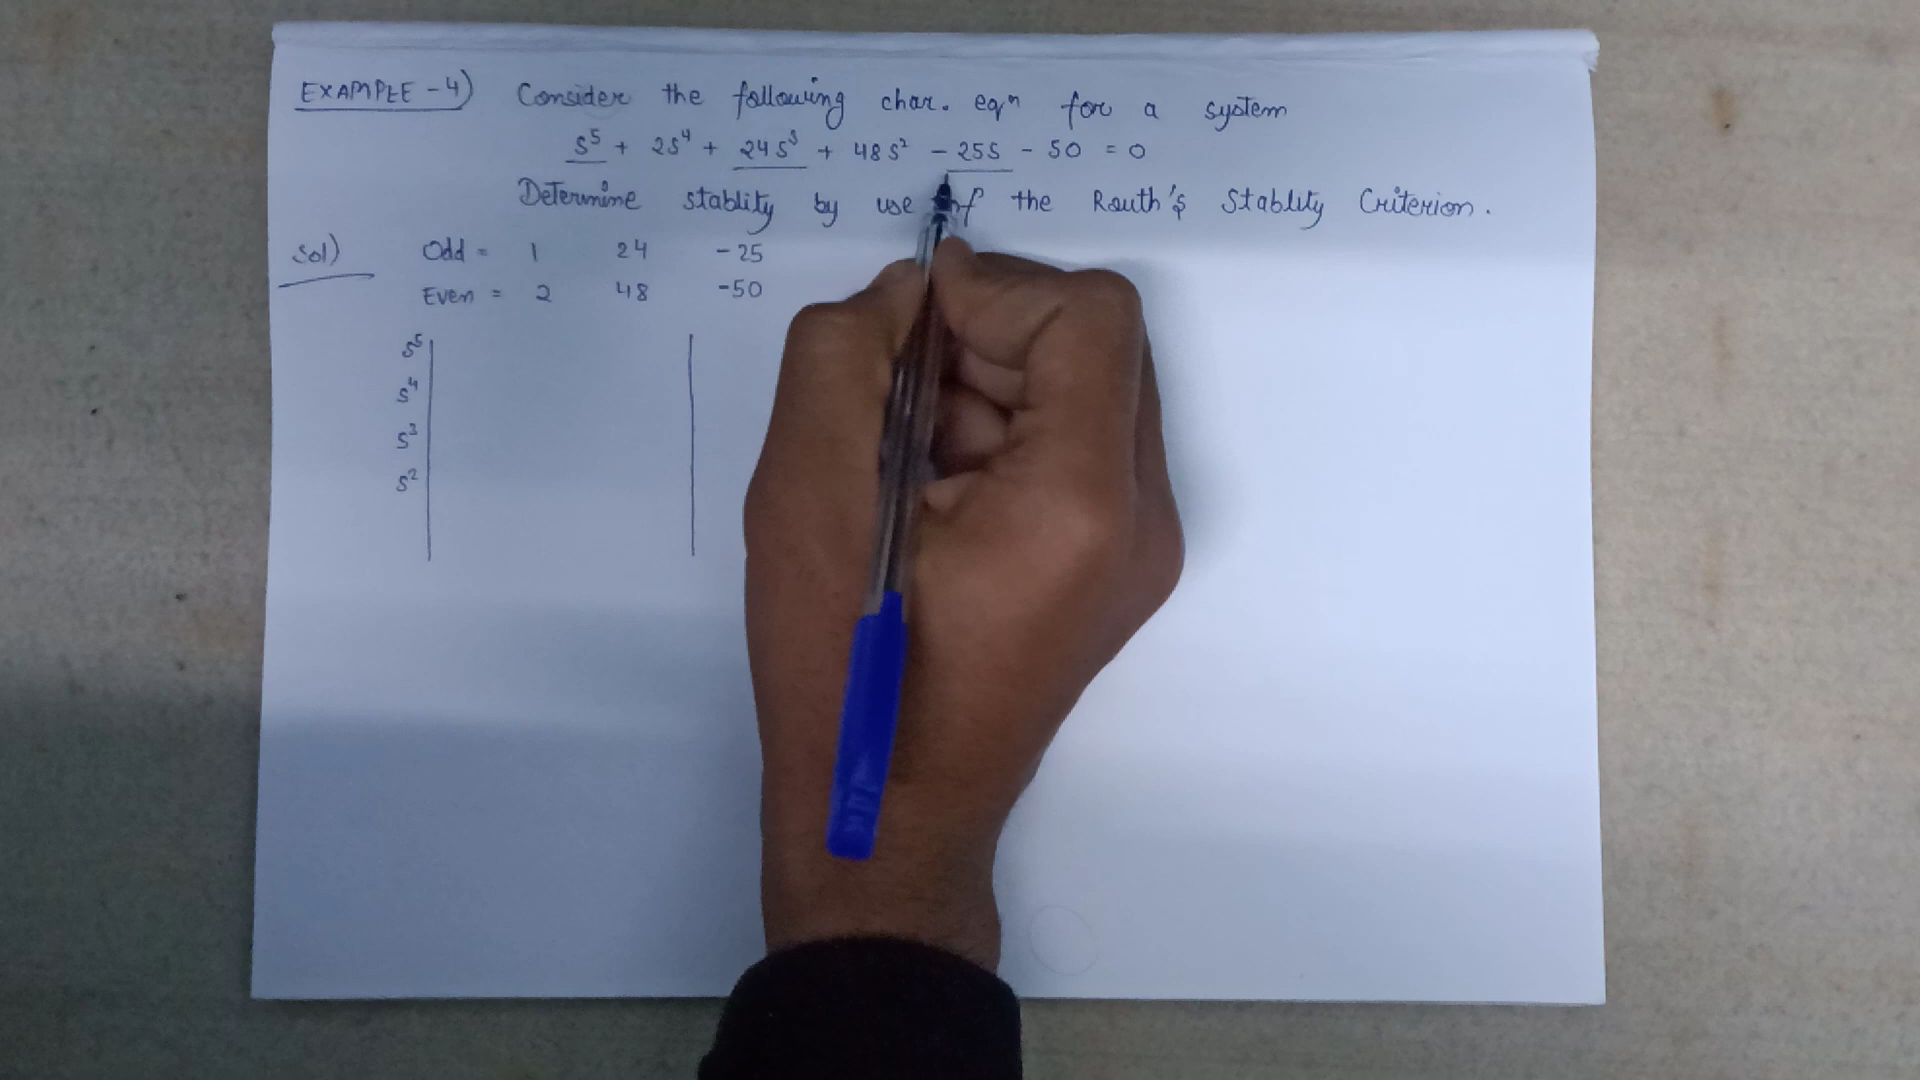 EXAMPLE - 4) Consider the following char. eqⁿ for a system
s⁵ + 2s⁴ + 24s³ + 48s² - 25s - 50 = 0
Determine stablity by use of the Routh's Stablity Criterion.
Sol) Odd = 1 24 -25
Even = 2 48 -50
s⁵
s⁴
s³
s²